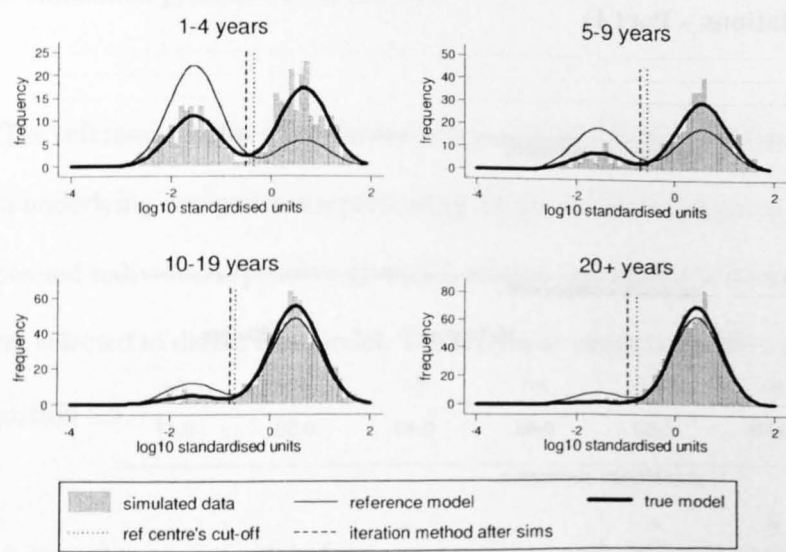 1-4 years
25
20
15
10
5
0
frequency
-4 -2 0 2
log10 standardised units
5-9 years
50
40
30
20
10
0
frequency
-4 -2 0 2
log10 standardised units
10-19 years
60
40
20
0
frequency
-4 -2 0 2
log10 standardised units
20+ years
80
60
40
20
0
frequency
-4 -2 0 2
log10 standardised units
simulated data reference model true model
ref centre's cut-off iteration method after sims